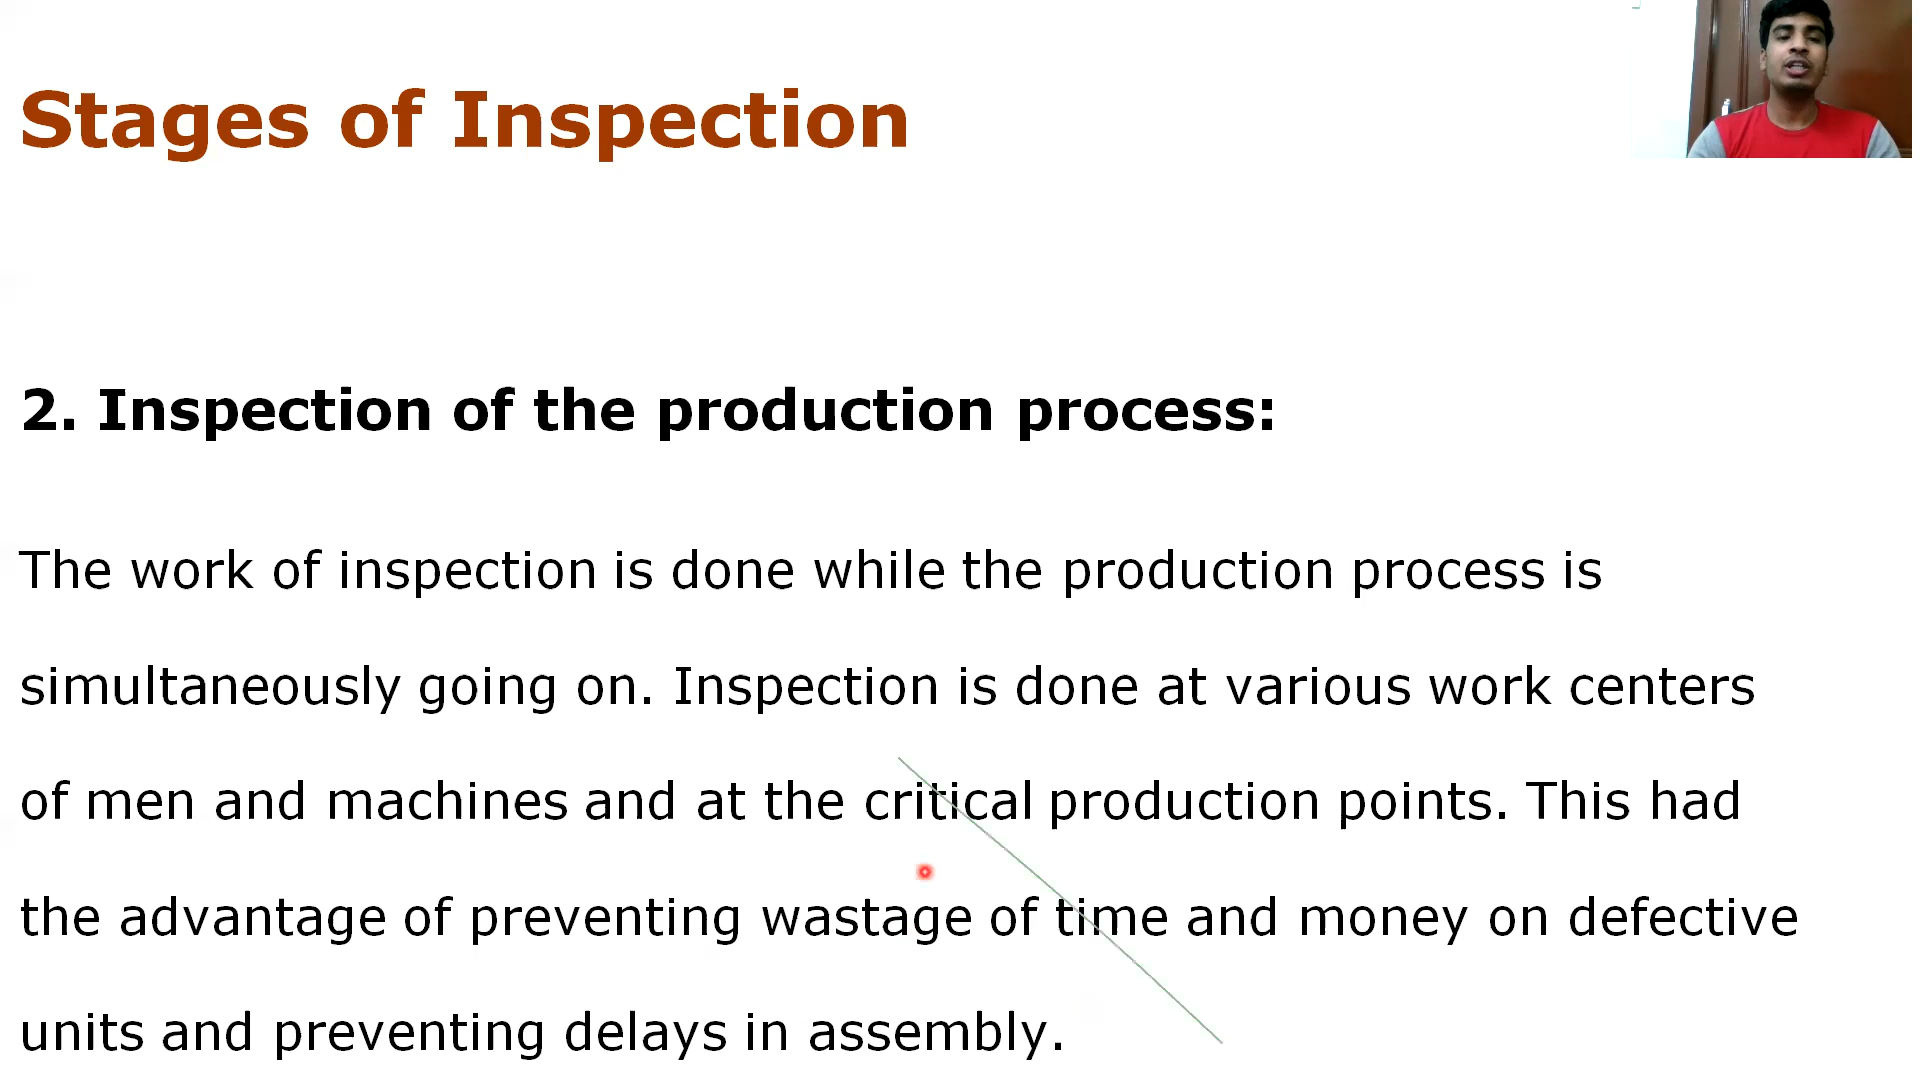 Stages of Inspection
2. Inspection of the production process:
The work of inspection is done while the production process is
simultaneously going on. Inspection is done at various work centers
of men and machines and at the critical production points. This had
the advantage of preventing wastage of time and money on defective
units and preventing delays in assembly.